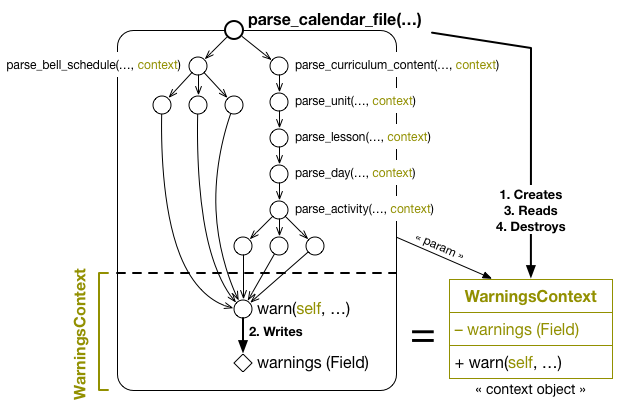 parse_calendar_file(…)
parse_bell_schedule(…, context)
parse_curriculum_content(…, context)
parse_unit(…, context)
parse_lesson(…, context)
parse_day(…, context)
parse_activity(…, context)
1. Creates
3. Reads
4. Destroys
« param »
WarningsContext
warn(self, …)
2. Writes
warnings (Field)
=
WarningsContext
– warnings (Field)
+ warn(self, …)
« context object »